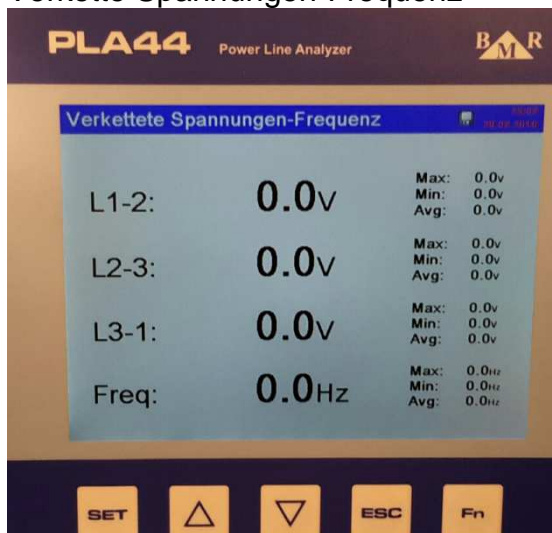 Verkette Spannungen-Frequenz
PLA44 Power Line Analyzer BMR
Verkettete Spannungen-Frequenz
L1-2: 0.0V Max: 0.0v
Min: 0.0v
Avg: 0.0v
L2-3: 0.0V Max: 0.0v
Min: 0.0v
Avg: 0.0v
L3-1: 0.0V Max: 0.0v
Min: 0.0v
Avg: 0.0v
Freq: 0.0Hz Max: 0.0Hz
Min: 0.0Hz
Avg: 0.0Hz
SET ESC Fn